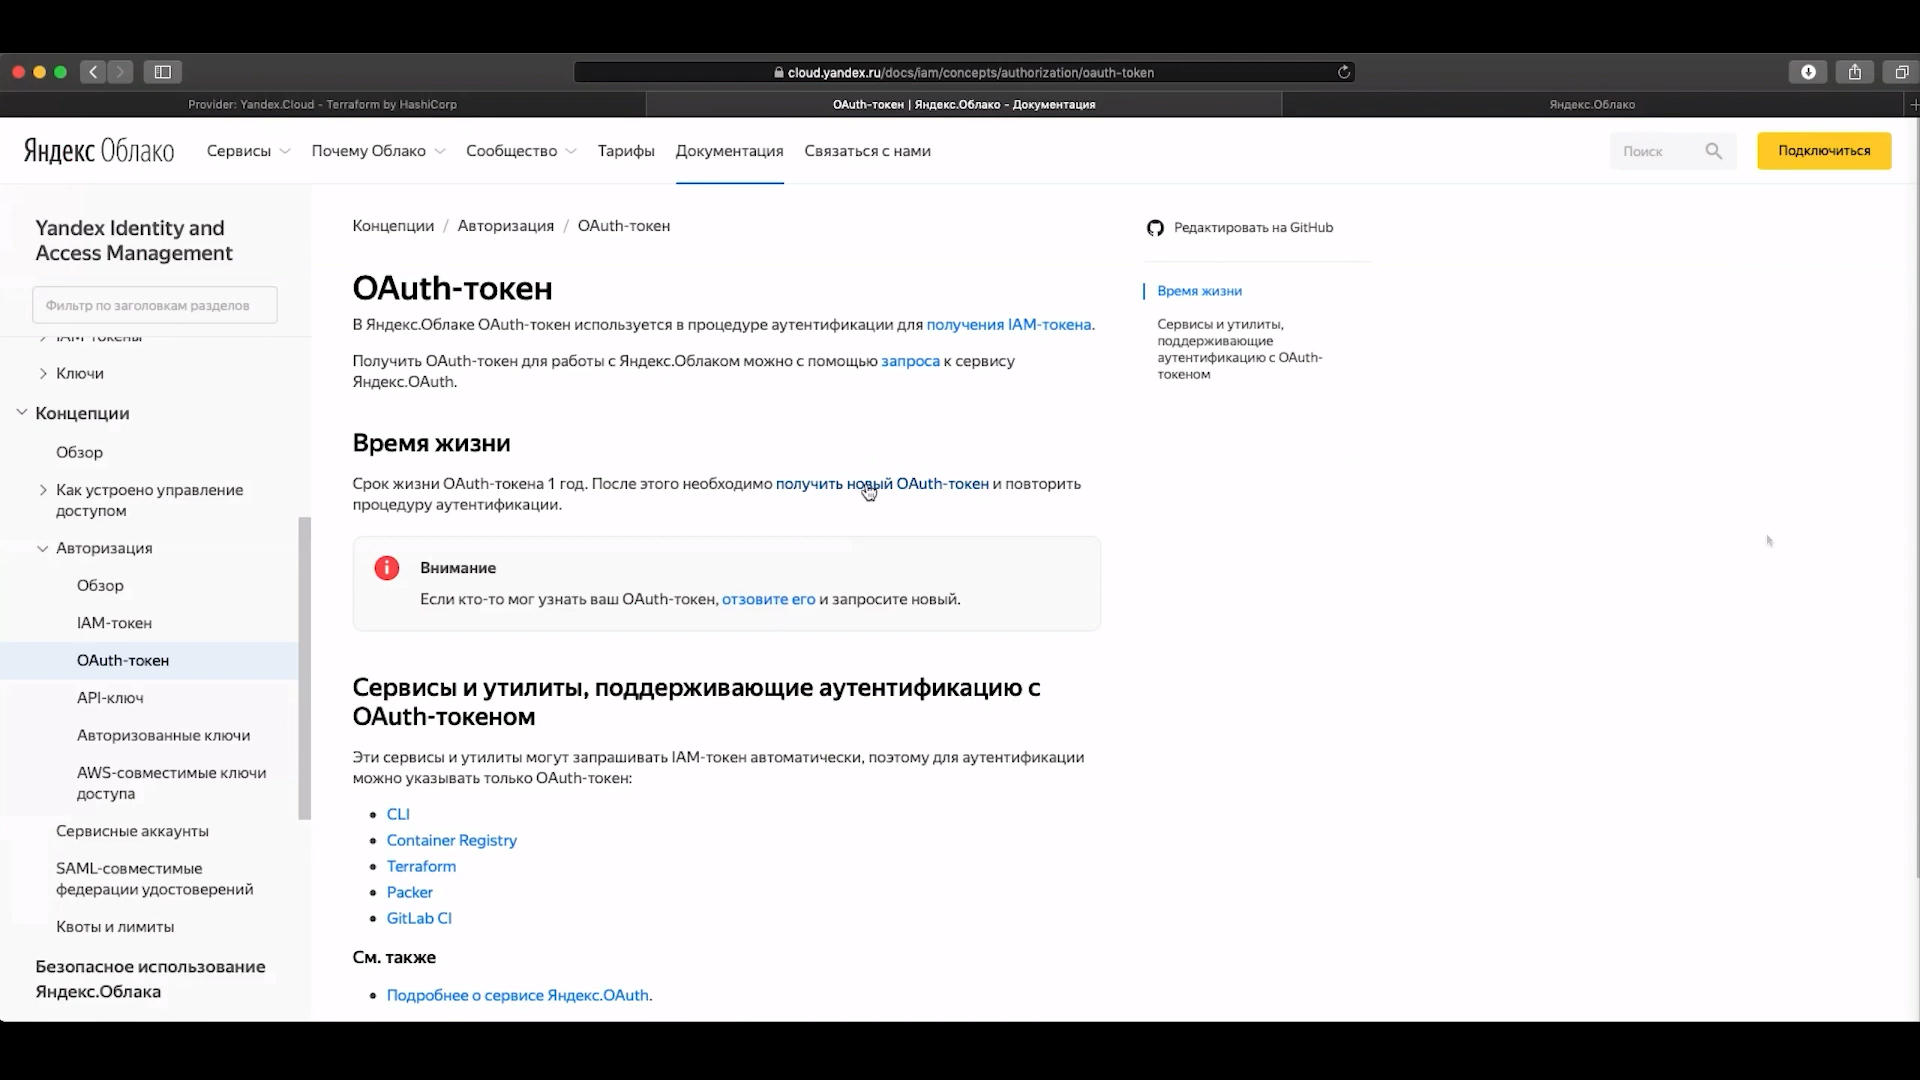 cloud.yandex.ru/docs/iam/concepts/authorization/oauth-token
Provider: Yandex.Cloud - Terraform by HashiCorp
OAuth-токен | Яндекс.Облако - Документация
Яндекс.Облако
Яндекс Облако
Сервисы
Почему Облако
Сообщество
Тарифы
Документация
Связаться с нами
Поиск
Подключиться
Yandex Identity and
Access Management
Фильтр по заголовкам разделов
IAM-токены
Ключи
Концепции
Обзор
Как устроено управление
доступом
Авторизация
Обзор
IAM-токен
OAuth-токен
API-ключ
Авторизованные ключи
AWS-совместимые ключи
доступа
Сервисные аккаунты
SAML-совместимые
федерации удостоверений
Квоты и лимиты
Безопасное использование
Яндекс.Облака
Концепции / Авторизация / OAuth-токен
OAuth-токен
В Яндекс.Облаке OAuth-токен используется в процедуре аутентификации для получения IAM-токена.
Получить OAuth-токен для работы с Яндекс.Облаком можно с помощью запроса к сервису
Яндекс.OAuth.
Время жизни
Срок жизни OAuth-токена 1 год. После этого необходимо получить новый OAuth-токен и повторить
процедуру аутентификации.
Внимание
Если кто-то мог узнать ваш OAuth-токен, отзовите его и запросите новый.
Сервисы и утилиты, поддерживающие аутентификацию с
OAuth-токеном
Эти сервисы и утилиты могут запрашивать IAM-токен автоматически, поэтому для аутентификации
можно указывать только OAuth-токен:
CLI
Container Registry
Terraform
Packer
GitLab CI
См. также
Подробнее о сервисе Яндекс.OAuth.
Редактировать на GitHub
Время жизни
Сервисы и утилиты,
поддерживающие
аутентификацию с OAuth-
токеном